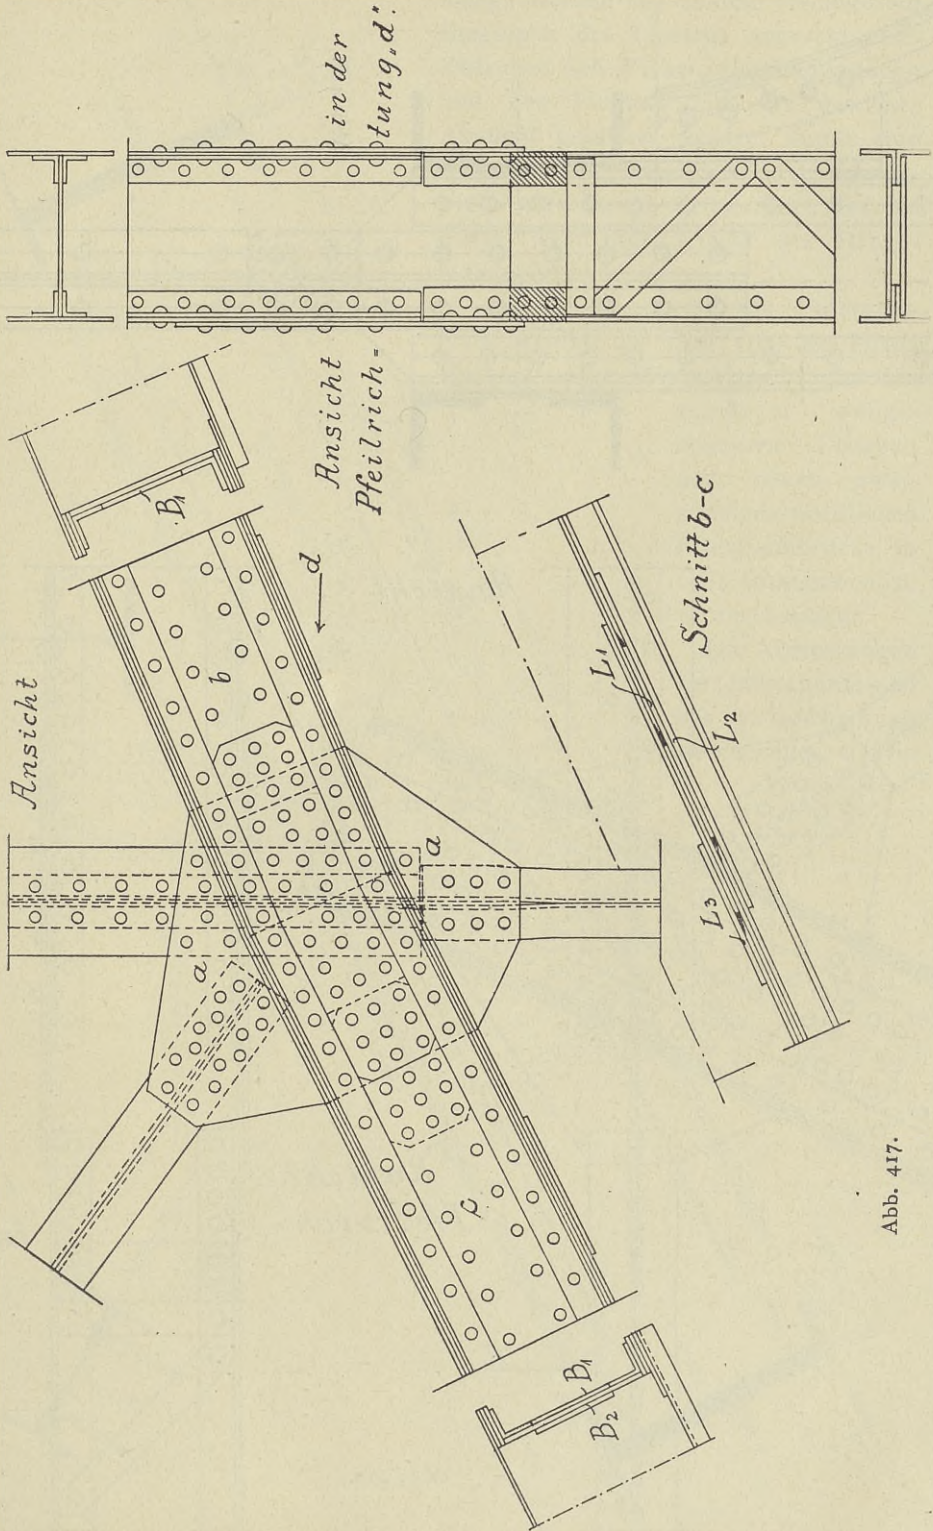 Ansicht
Ansicht in der
Pfeilrich= tung „d".
d
b
a
a
c
B1
B1
B2
L1
L2
L3
Schnitt b-c
Abb. 417.